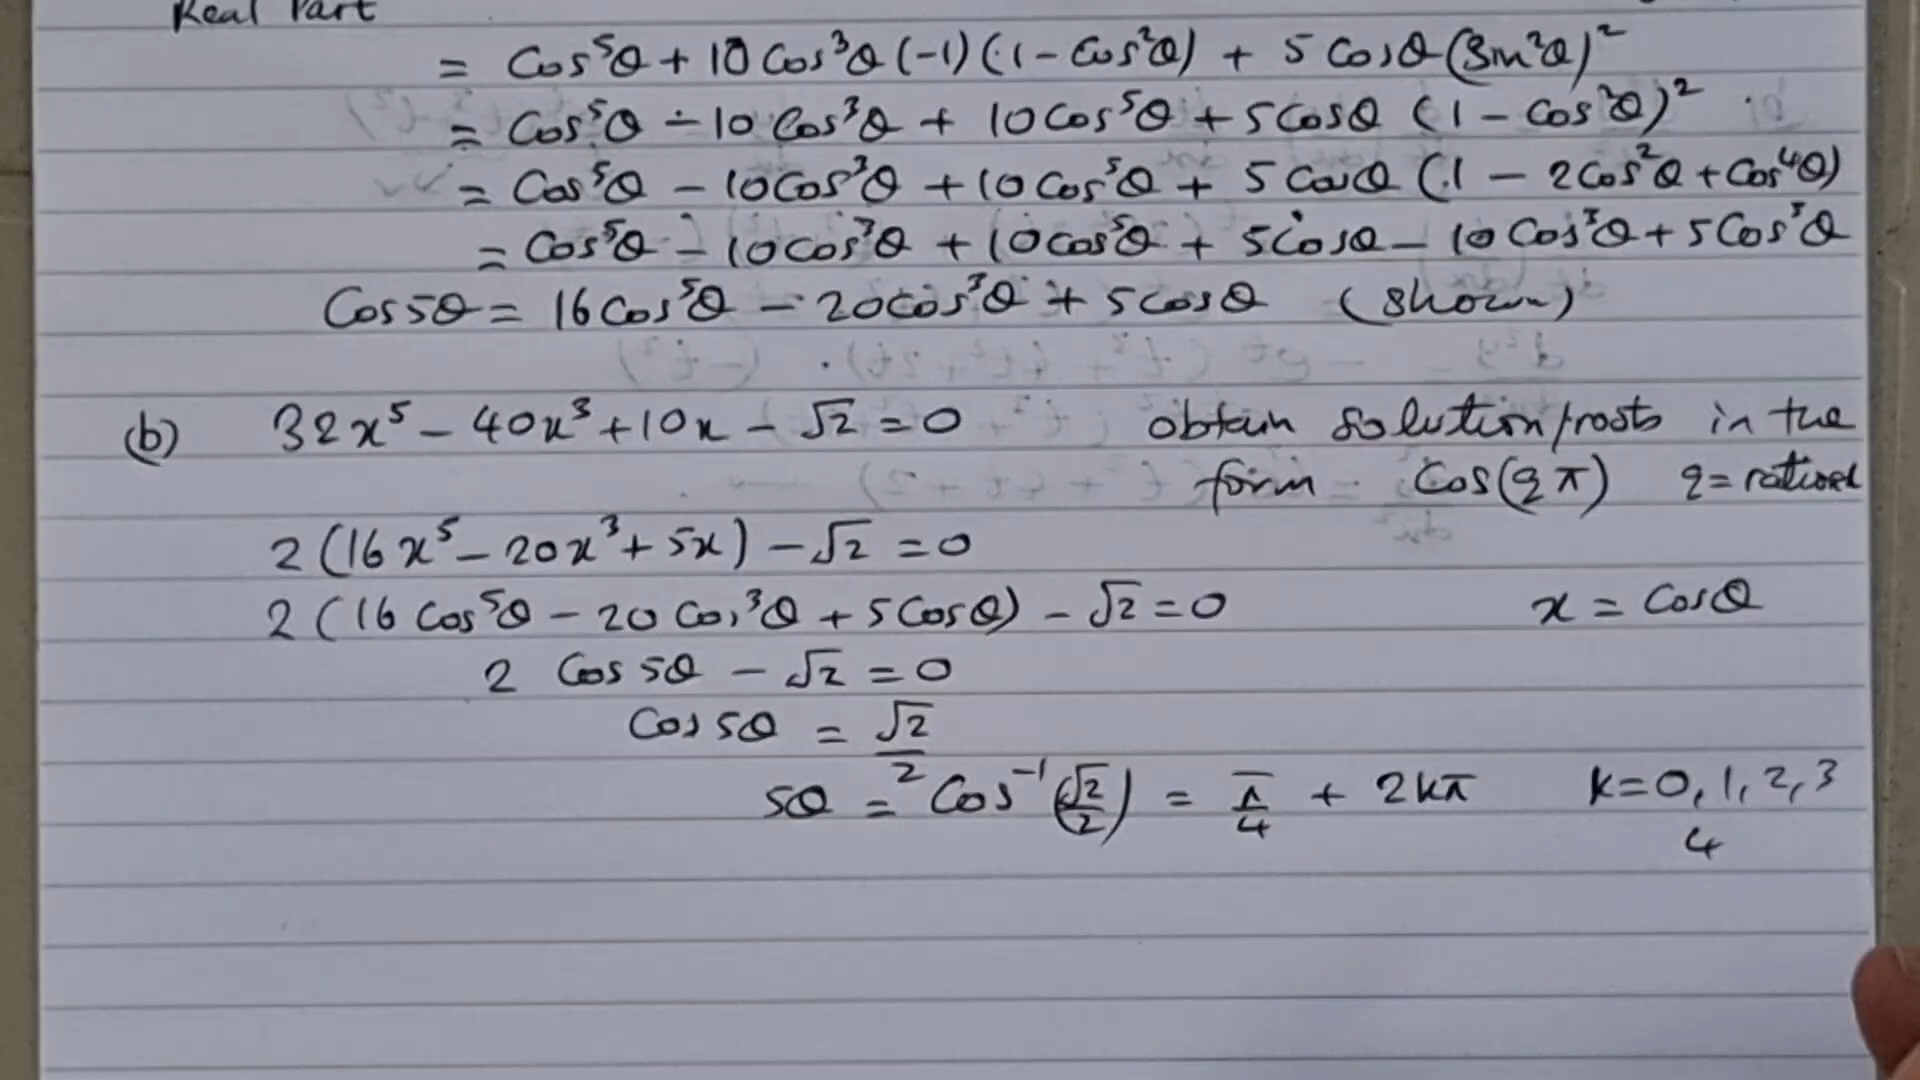 Real Part
= Cos⁵θ + 10 Cos³θ (-1) (1 - Cos²θ) + 5 Cosθ (Sin²θ)²
= Cos⁵θ - 10 Cos³θ + 10 Cos⁵θ + 5 Cosθ (1 - Cos²θ)²
= Cos⁵θ - 10 Cos³θ + 10 Cos⁵θ + 5 Cosθ (1 - 2Cos²θ + Cos⁴θ)
= Cos⁵θ - 10 Cos³θ + 10 Cos⁵θ + 5 Cosθ - 10 Cos³θ + 5 Cos⁵θ
Cos 5θ = 16 Cos⁵θ - 20 Cos³θ + 5 Cosθ (shown)
(b) 32x⁵ - 40x³ + 10x - √2 = 0 obtain solution/roots in the
form Cos(qπ) q = rational
2 (16x⁵ - 20x³ + 5x) - √2 = 0
2 (16 Cos⁵θ - 20 Cos³θ + 5 Cosθ) - √2 = 0 x = Cosθ
2 Cos 5θ - √2 = 0
Cos 5θ = √2/2
5θ = Cos⁻¹(√2/2) = π/4 + 2kπ k = 0, 1, 2, 3
4